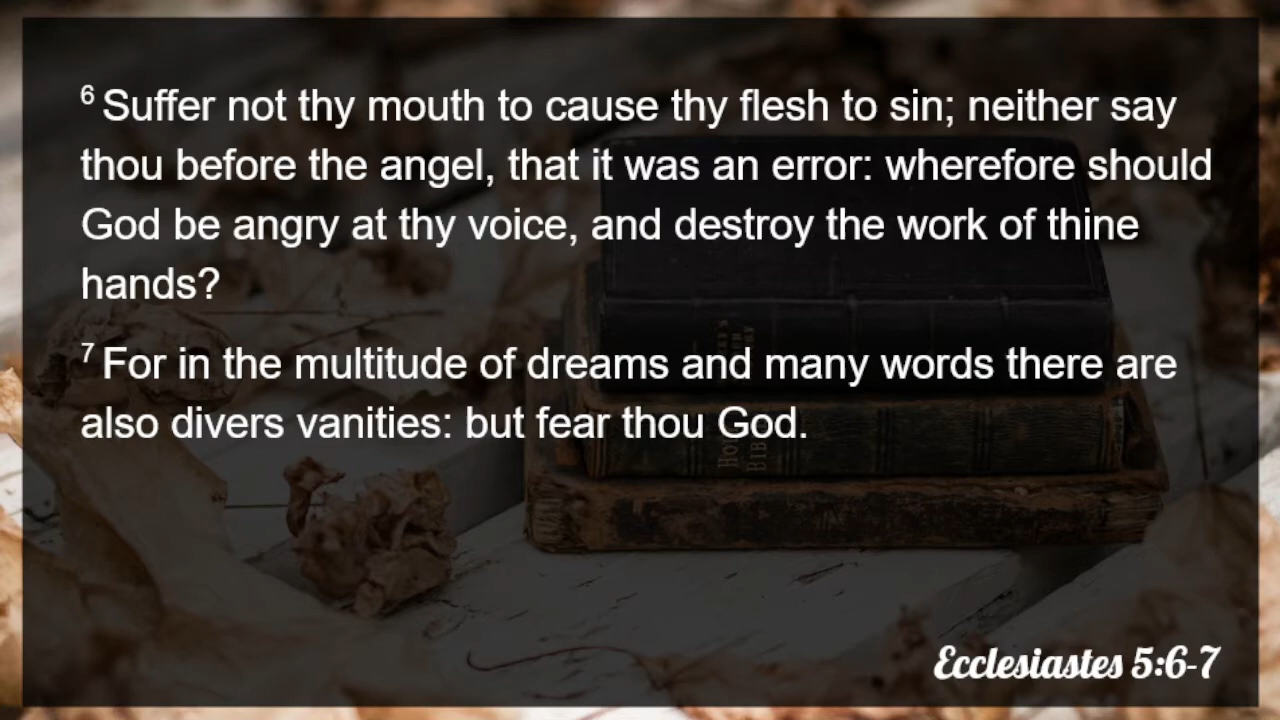 6 Suffer not thy mouth to cause thy flesh to sin; neither say
thou before the angel, that it was an error: wherefore should
God be angry at thy voice, and destroy the work of thine
hands?
7 For in the multitude of dreams and many words there are
also divers vanities: but fear thou God.
Holy
Bible
Ecclesiastes 5:6-7